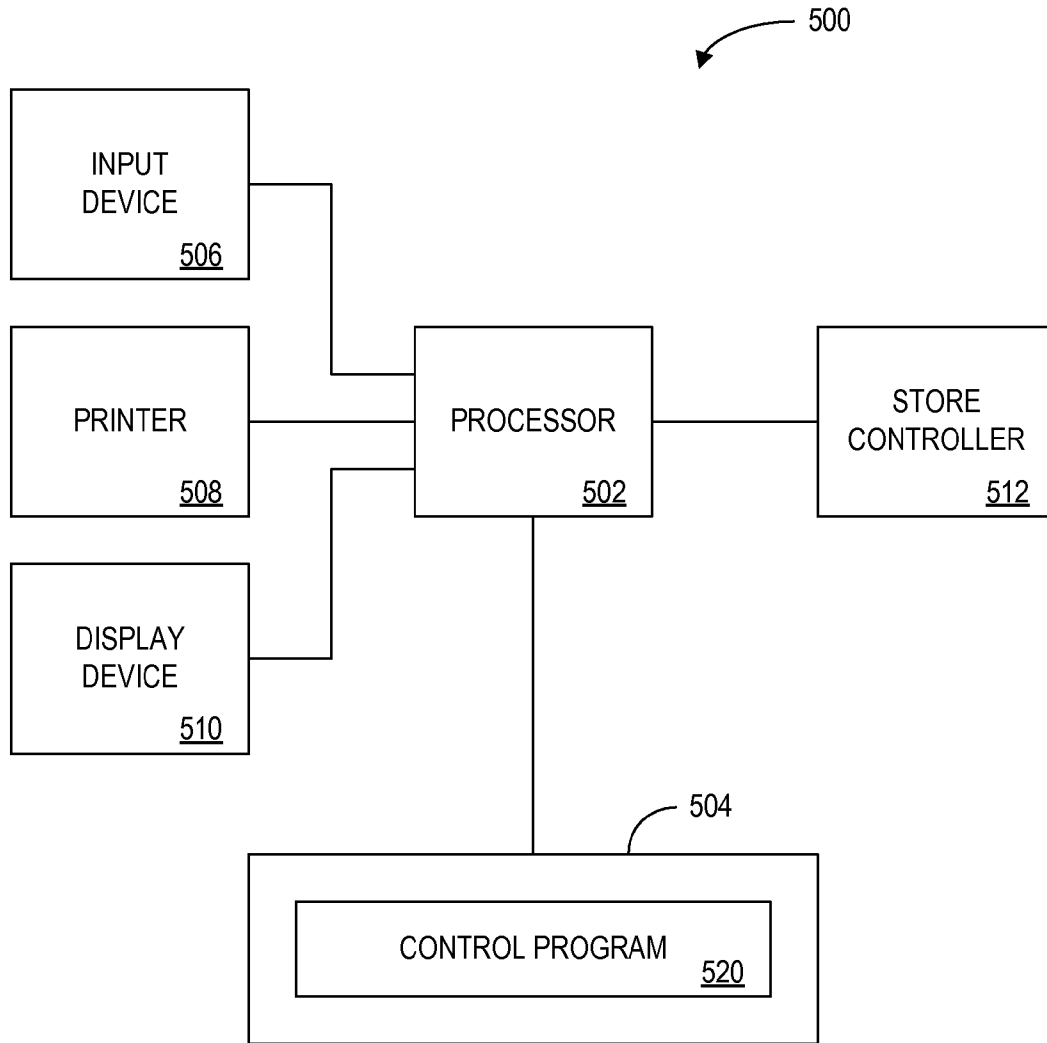 500
INPUT
DEVICE
506
PRINTER
508
PROCESSOR
502
STORE
CONTROLLER
512
DISPLAY
DEVICE
510
504
CONTROL PROGRAM
520